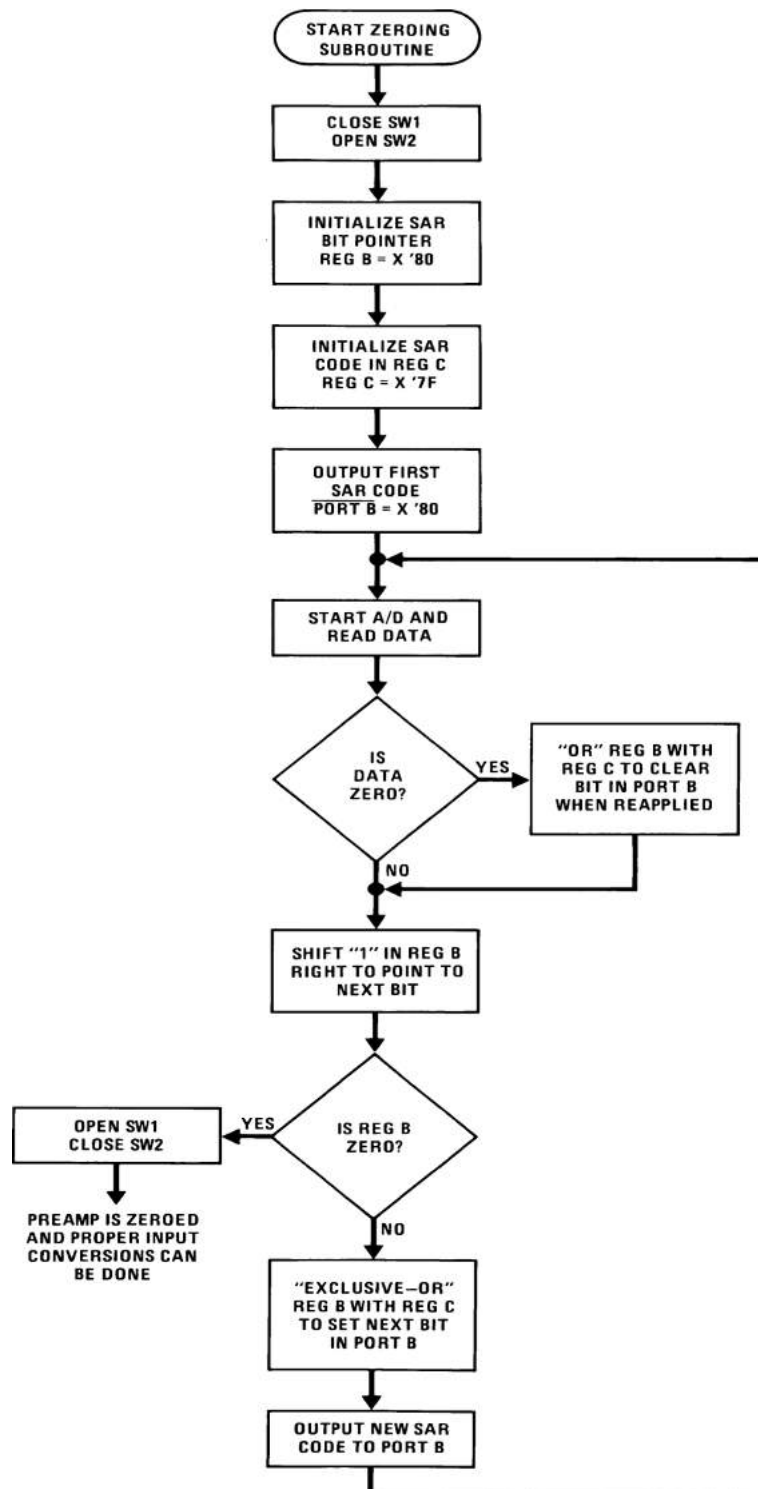 START ZEROING
SUBROUTINE
CLOSE SW1
OPEN SW2
INITIALIZE SAR
BIT POINTER
REG B = X '80
INITIALIZE SAR
CODE IN REG C
REG C = X '7F
OUTPUT FIRST
SAR CODE
PORT B = X '80
START A/D AND
READ DATA
IS
DATA
ZERO?
YES
"OR" REG B WITH
REG C TO CLEAR
BIT IN PORT B
WHEN REAPPLIED
NO
SHIFT "1" IN REG B
RIGHT TO POINT TO
NEXT BIT
IS REG B
ZERO?
YES
OPEN SW1
CLOSE SW2
PREAMP IS ZEROED
AND PROPER INPUT
CONVERSIONS CAN
BE DONE
NO
"EXCLUSIVE–OR"
REG B WITH REG C
TO SET NEXT BIT
IN PORT B
OUTPUT NEW SAR
CODE TO PORT B